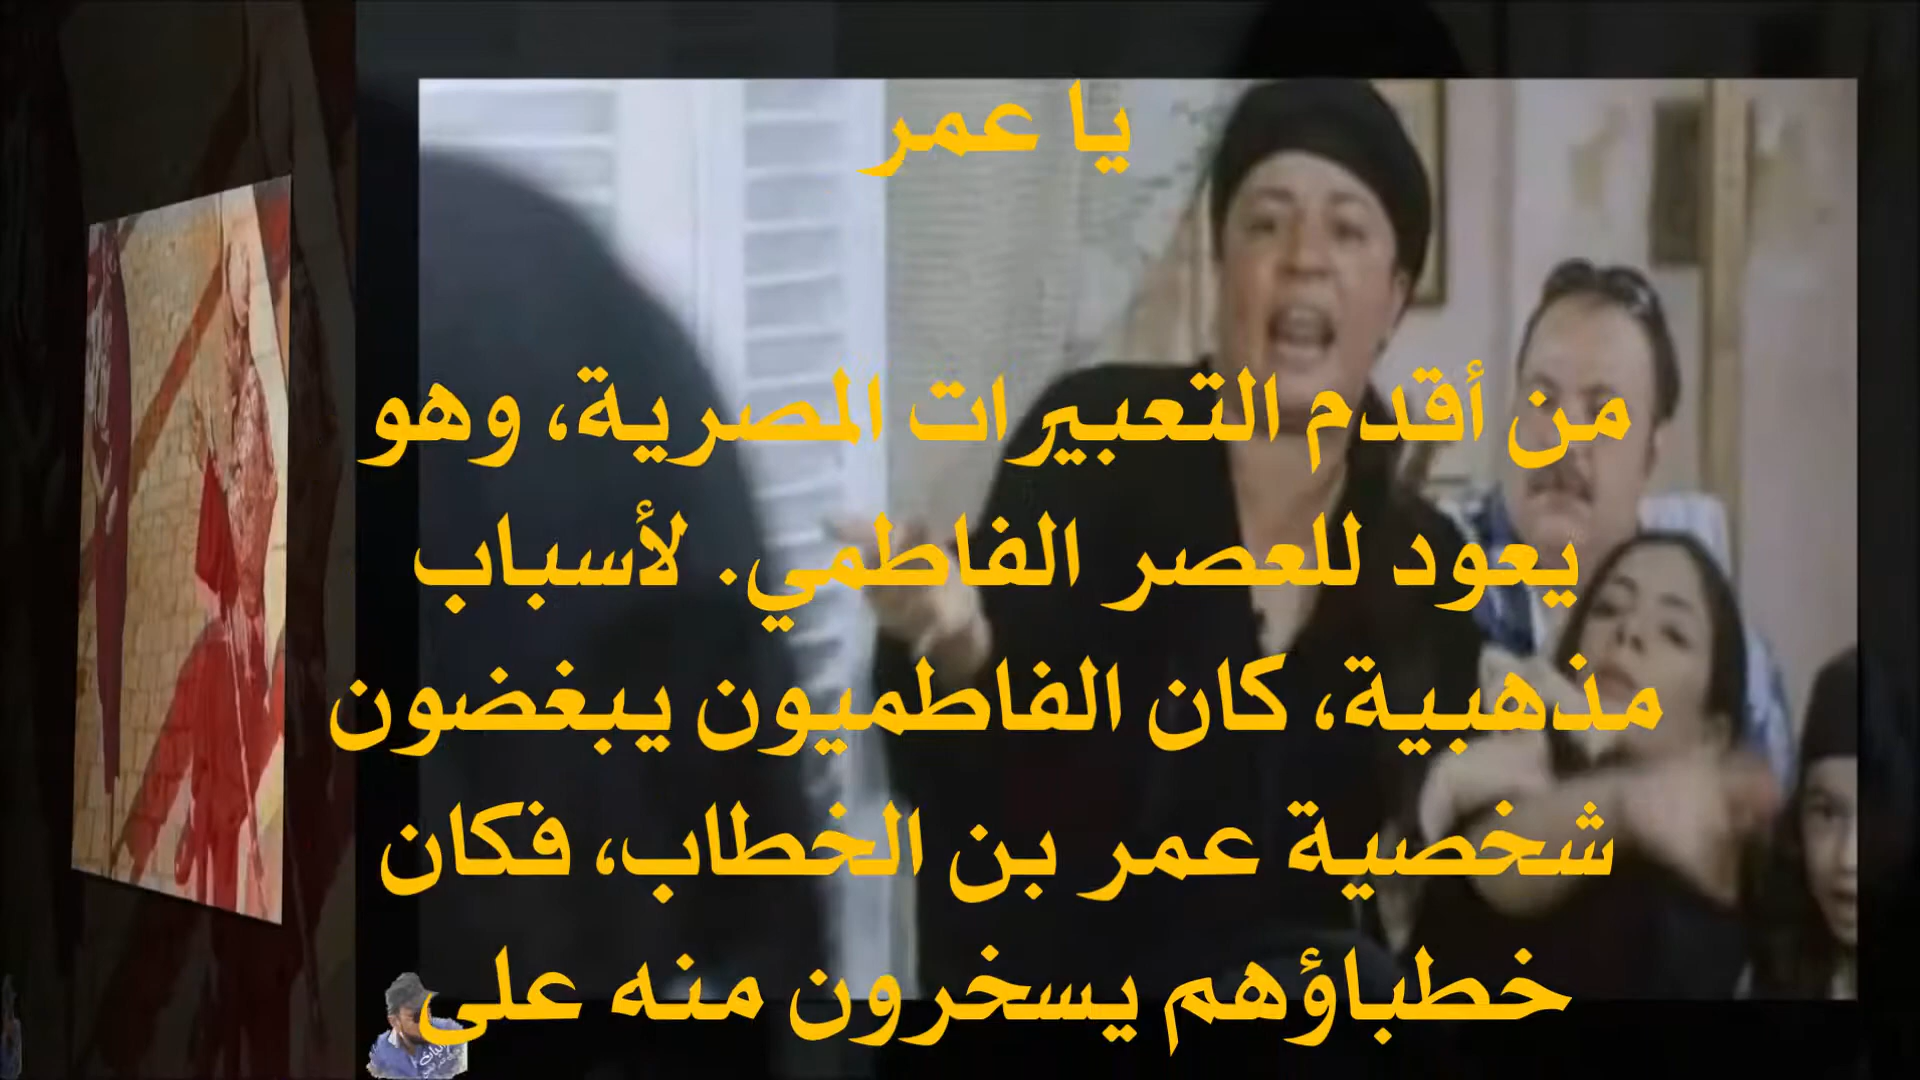 يا عمر
من أقدم التعبيرات المصرية، وهو
يعود للعصر الفاطمي. لأسباب
مذهبية، كان الفاطميون يبغضون
شخصية عمر بن الخطاب، فكان
خطباؤهم يسخرون منه على